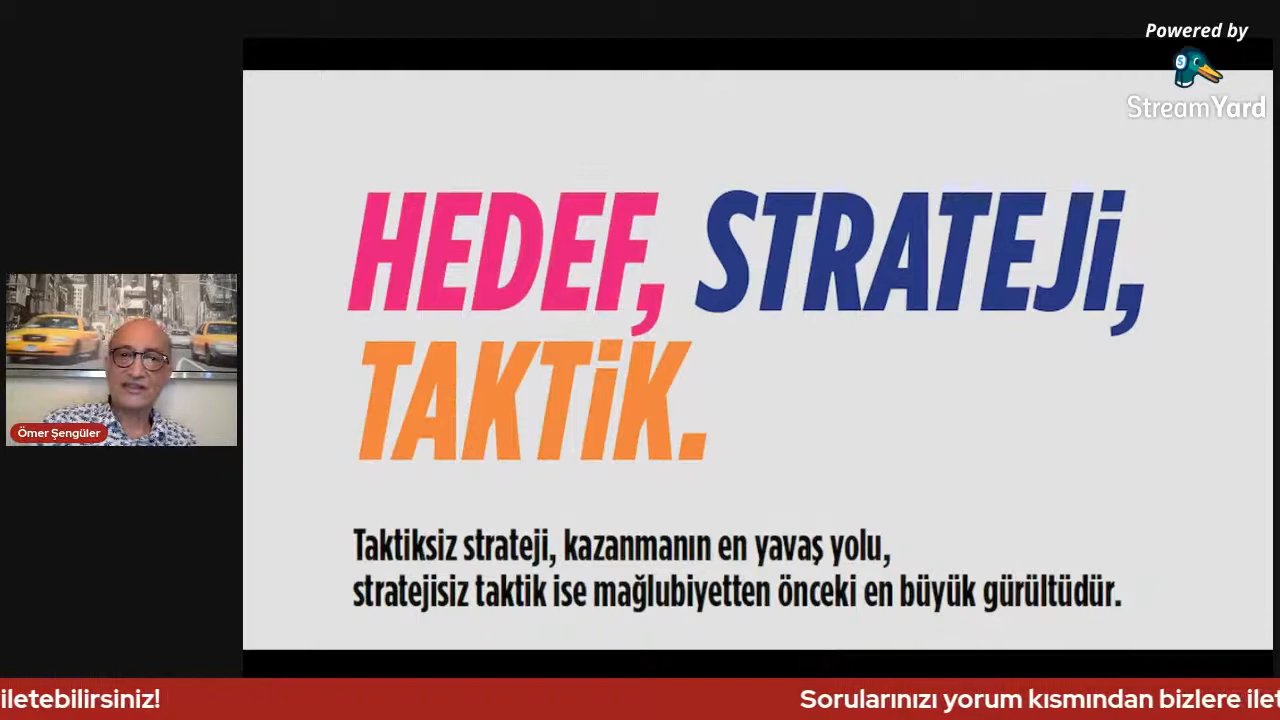 Powered by
StreamYard
HEDEF, STRATEJi,
TAKTiK.
Taktiksiz strateji, kazanmanın en yavaş yolu,
stratejisiz taktik ise mağlubiyetten önceki en büyük gürültüdür.
Ömer Şengüler
iletebilirsiniz! Sorularınızı yorum kısmından bizlere ilet